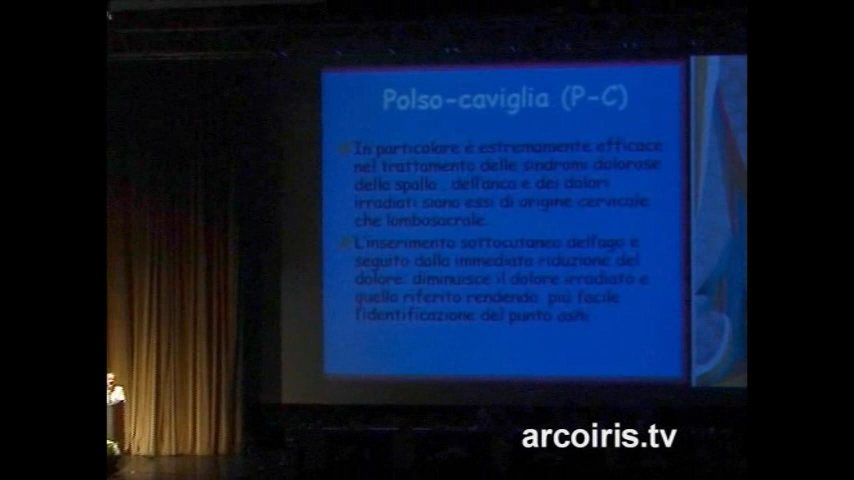 Polso-caviglia (P-C)
In particolare è estremamente efficace
nel trattamento delle sindromi dolorose
della spalla , dell'anca e dei dolori
irradiati siano essi di origine cervicale
che lombosacrale.
L'inserimento sottocutaneo dell'ago è
seguito dalla immediata riduzione del
dolore, diminuisce il dolore irradiato e
quello riferito rendendo più facile
l'identificazione del punto ashi
arcoiris.tv